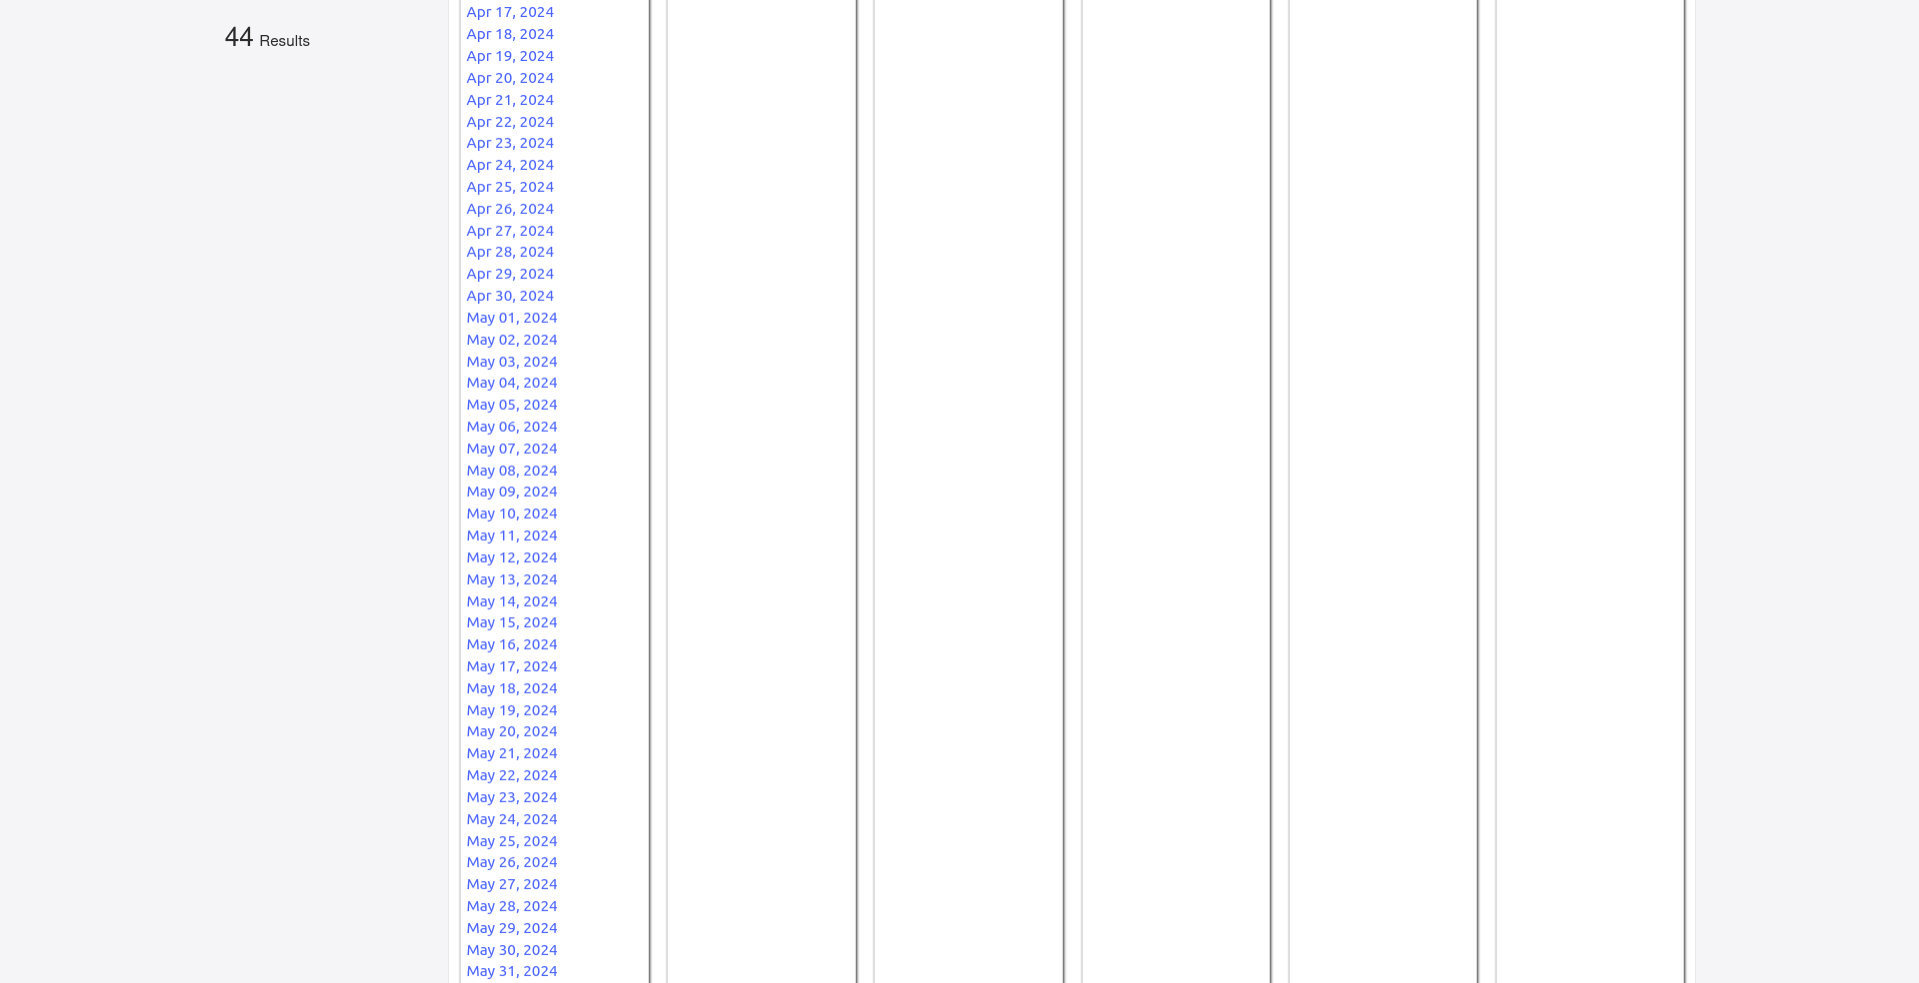 44 Results
Apr 17, 2024
Apr 18, 2024
Apr 19, 2024
Apr 20, 2024
Apr 21, 2024
Apr 22, 2024
Apr 23, 2024
Apr 24, 2024
Apr 25, 2024
Apr 26, 2024
Apr 27, 2024
Apr 28, 2024
Apr 29, 2024
Apr 30, 2024
May 01, 2024
May 02, 2024
May 03, 2024
May 04, 2024
May 05, 2024
May 06, 2024
May 07, 2024
May 08, 2024
May 09, 2024
May 10, 2024
May 11, 2024
May 12, 2024
May 13, 2024
May 14, 2024
May 15, 2024
May 16, 2024
May 17, 2024
May 18, 2024
May 19, 2024
May 20, 2024
May 21, 2024
May 22, 2024
May 23, 2024
May 24, 2024
May 25, 2024
May 26, 2024
May 27, 2024
May 28, 2024
May 29, 2024
May 30, 2024
May 31, 2024